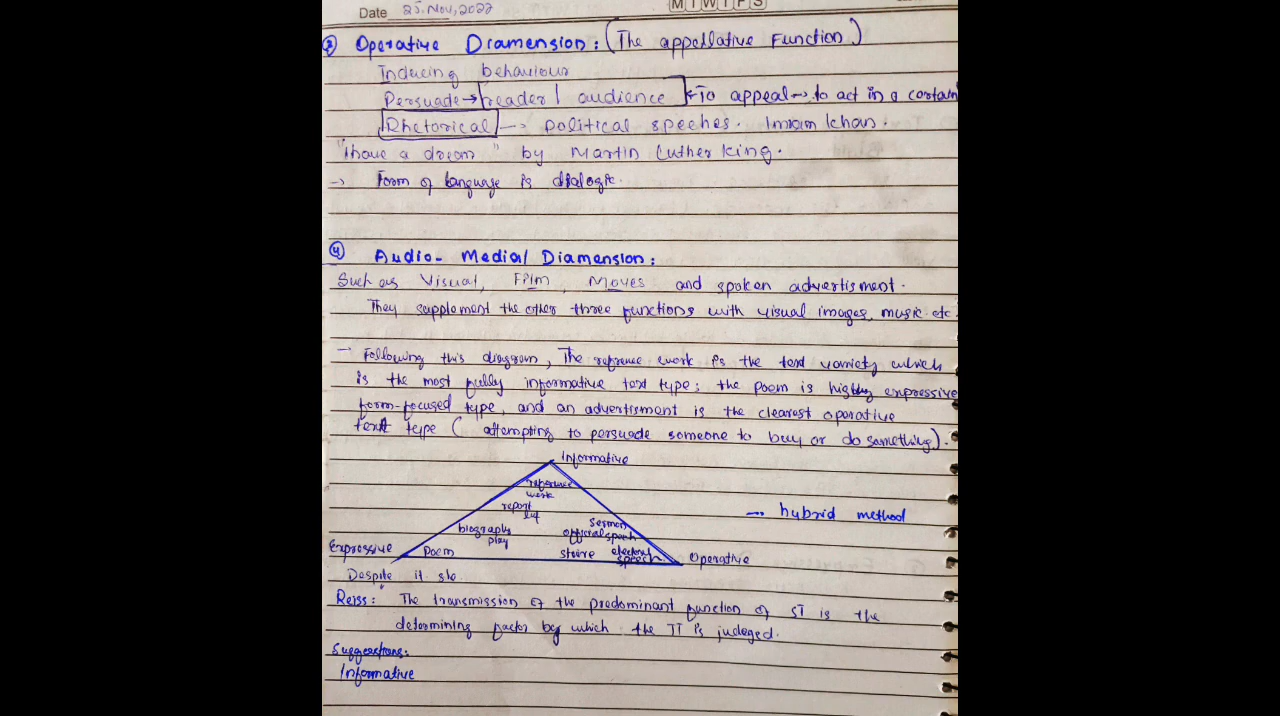 Date 25. Nov, 2022
M T W T F S
③ Operative Diamension: (The appellative Function)
Inducing behaviour
Persuade → reader / audience ← To appeal → to act in a certain
Rhetorical → political speches. Imran khan.
"I have a dream" by Martin Luther king.
→ Form of language is dialogic.
④ Audio- Medial Diamension:
Such as Visual, Film, Moves and spoken advertisment.
They supplement the other three functions with visual images, music etc
→ Following this diagram, The reference work is the text variety which
is the most fully informative text type; the poem is highly expressive
form-focused type, and an advertisment is the clearest operative
text type ( attempting to persuade someone to buy or do something).
Informative
reference
work
report
→ hybrid method
biography
play
sermon
official speech
Expressive
Poem
satire
electoral
speech
Operative
Despite it
Reiss: The transmission of the predominant function of ST is the
determining factor by which the TT is judeged.
Suggestions:
Informative